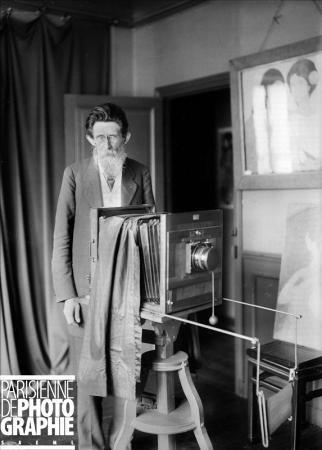 PARISIENNE
DE PHOTO
GRAPHIE
S.A.E.M.L.